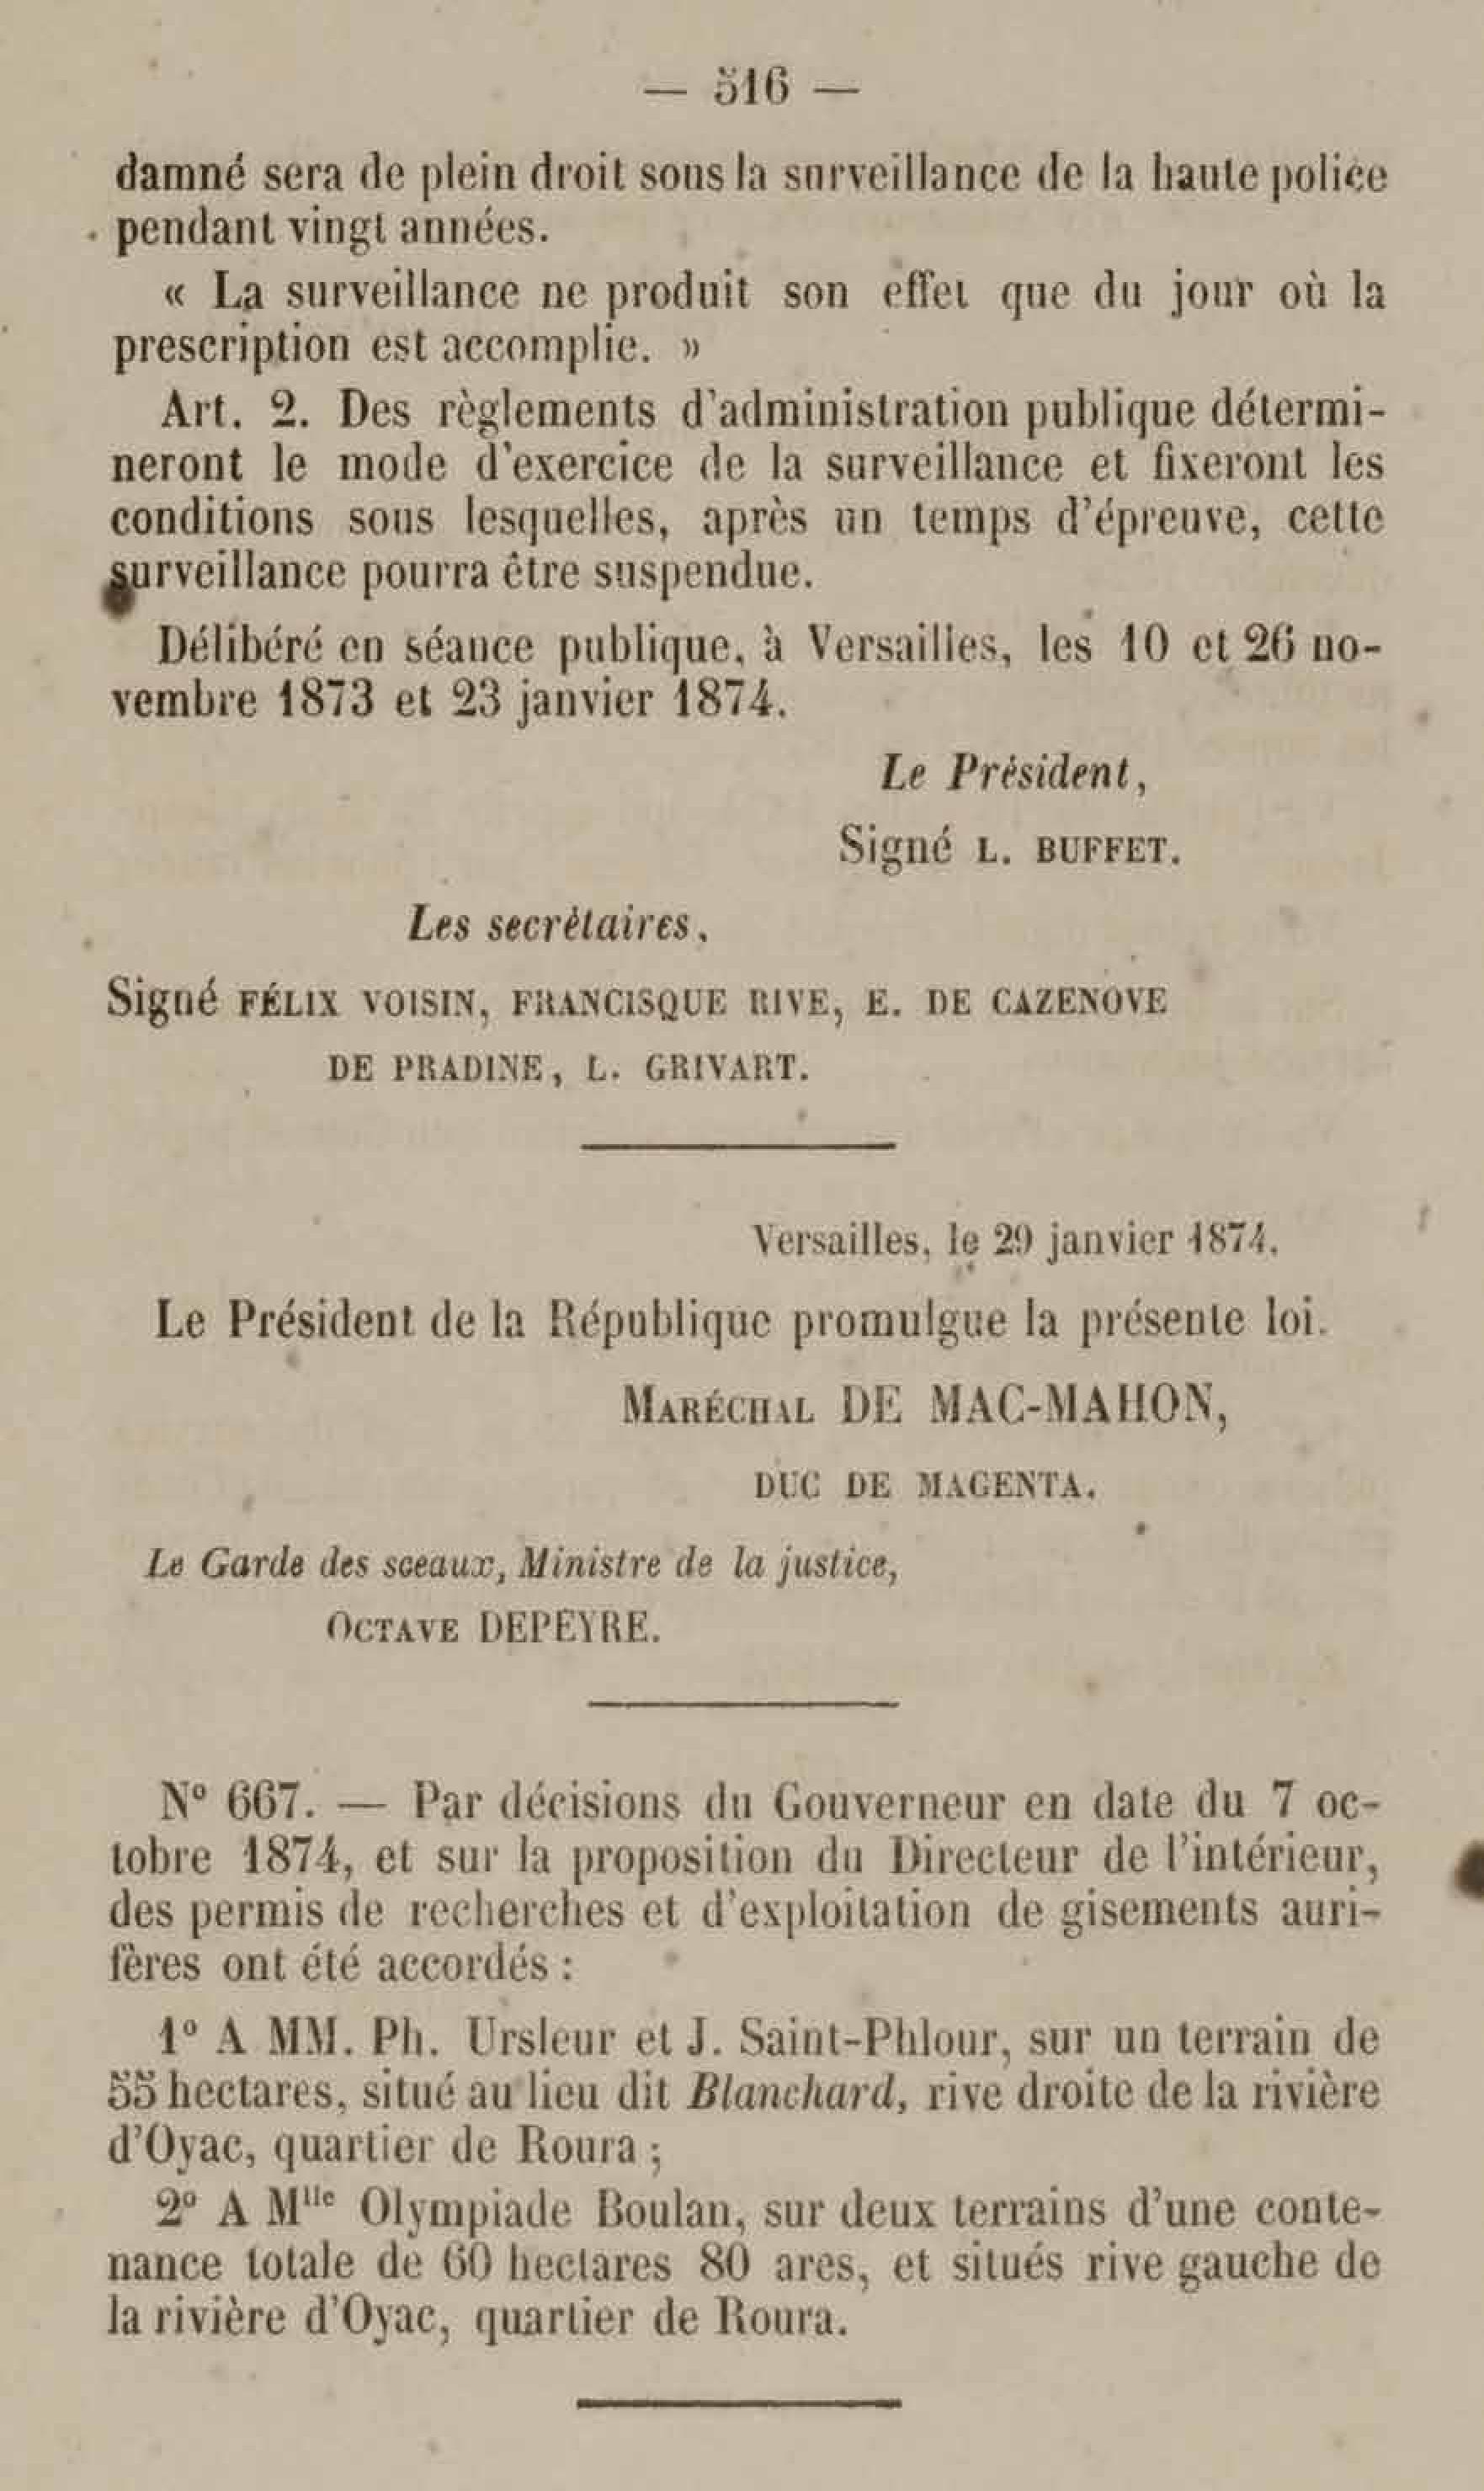 — 516 —
damné sera de plein droit sous la surveillance de la haute police
pendant vingt années.
« La surveillance ne produit son effet que du jour où la
prescription est accomplie. »
Art. 2. Des règlements d'administration publique détermi-
neront le mode d'exercice de la surveillance et fixeront les
conditions sous lesquelles, après un temps d'épreuve, cette
surveillance pourra être suspendue.
Délibéré en séance publique, à Versailles, les 10 et 26 no-
vembre 1873 et 23 janvier 1874.
Le Président,
Signé L. BUFFET.
Les secrétaires,
Signé FÉLIX VOISIN, FRANCISQUE RIVE, E. DE CAZENOVE
DE PRADINE, L. GRIVART.
Versailles, le 29 janvier 1874.
Le Président de la République promulgue la présente loi.
MARÉCHAL DE MAC-MAHON,
DUC DE MAGENTA.
Le Garde des sceaux, Ministre de la justice,
OCTAVE DEPEYRE.
N° 667. — Par décisions du Gouverneur en date du 7 oc-
tobre 1874, et sur la proposition du Directeur de l'intérieur,
des permis de recherches et d'exploitation de gisements auri-
fères ont été accordés :
1° A MM. Ph. Ursleur et J. Saint-Phlour, sur un terrain de
55 hectares, situé au lieu dit Blanchard, rive droite de la rivière
d'Oyac, quartier de Roura ;
2° A Mlle Olympiade Boulan, sur deux terrains d'une conte-
nance totale de 60 hectares 80 ares, et situés rive gauche de
la rivière d'Oyac, quartier de Roura.